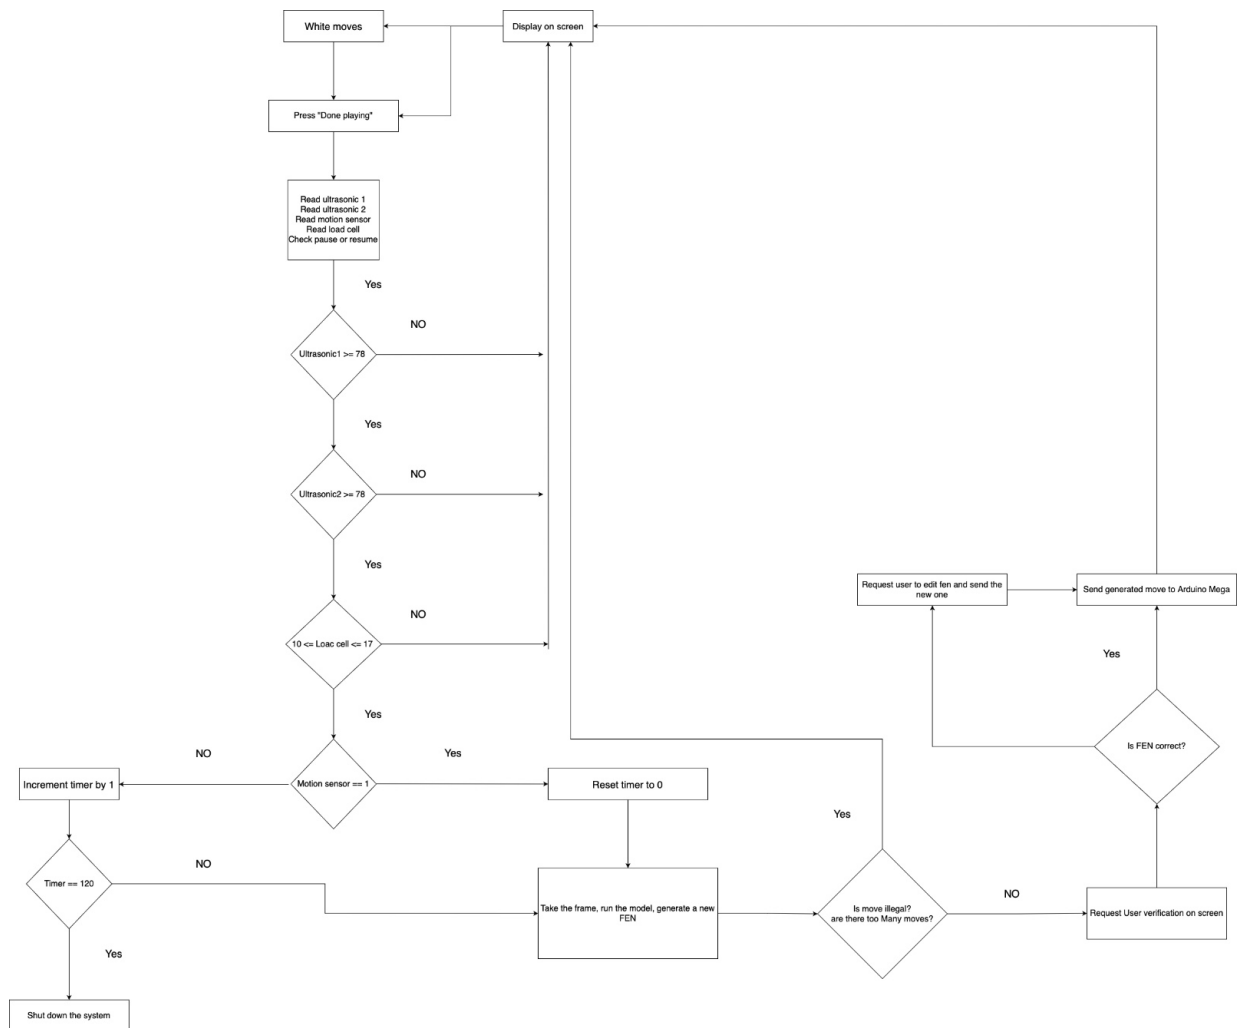 White moves
Display on screen
Press "Done playing"
Read ultrasonic 1
Read ultrasonic 2
Read motion sensor
Read load cell
Check pause or resume
Yes
NO
Ultrasonic1 >= 78
Yes
NO
Ultrasonic2 >= 78
Yes
NO
10 <= Loac cell <= 17
Request user to edit fen and send the
new one
Send generated move to Arduino Mega
Yes
Yes
NO
Yes
Is FEN correct?
Increment timer by 1
Motion sensor == 1
Reset timer to 0
Yes
NO
Timer == 120
Take the frame, run the model, generate a new
FEN
Is move illegal?
are there too Many moves?
NO
Request User verification on screen
Yes
Shut down the system